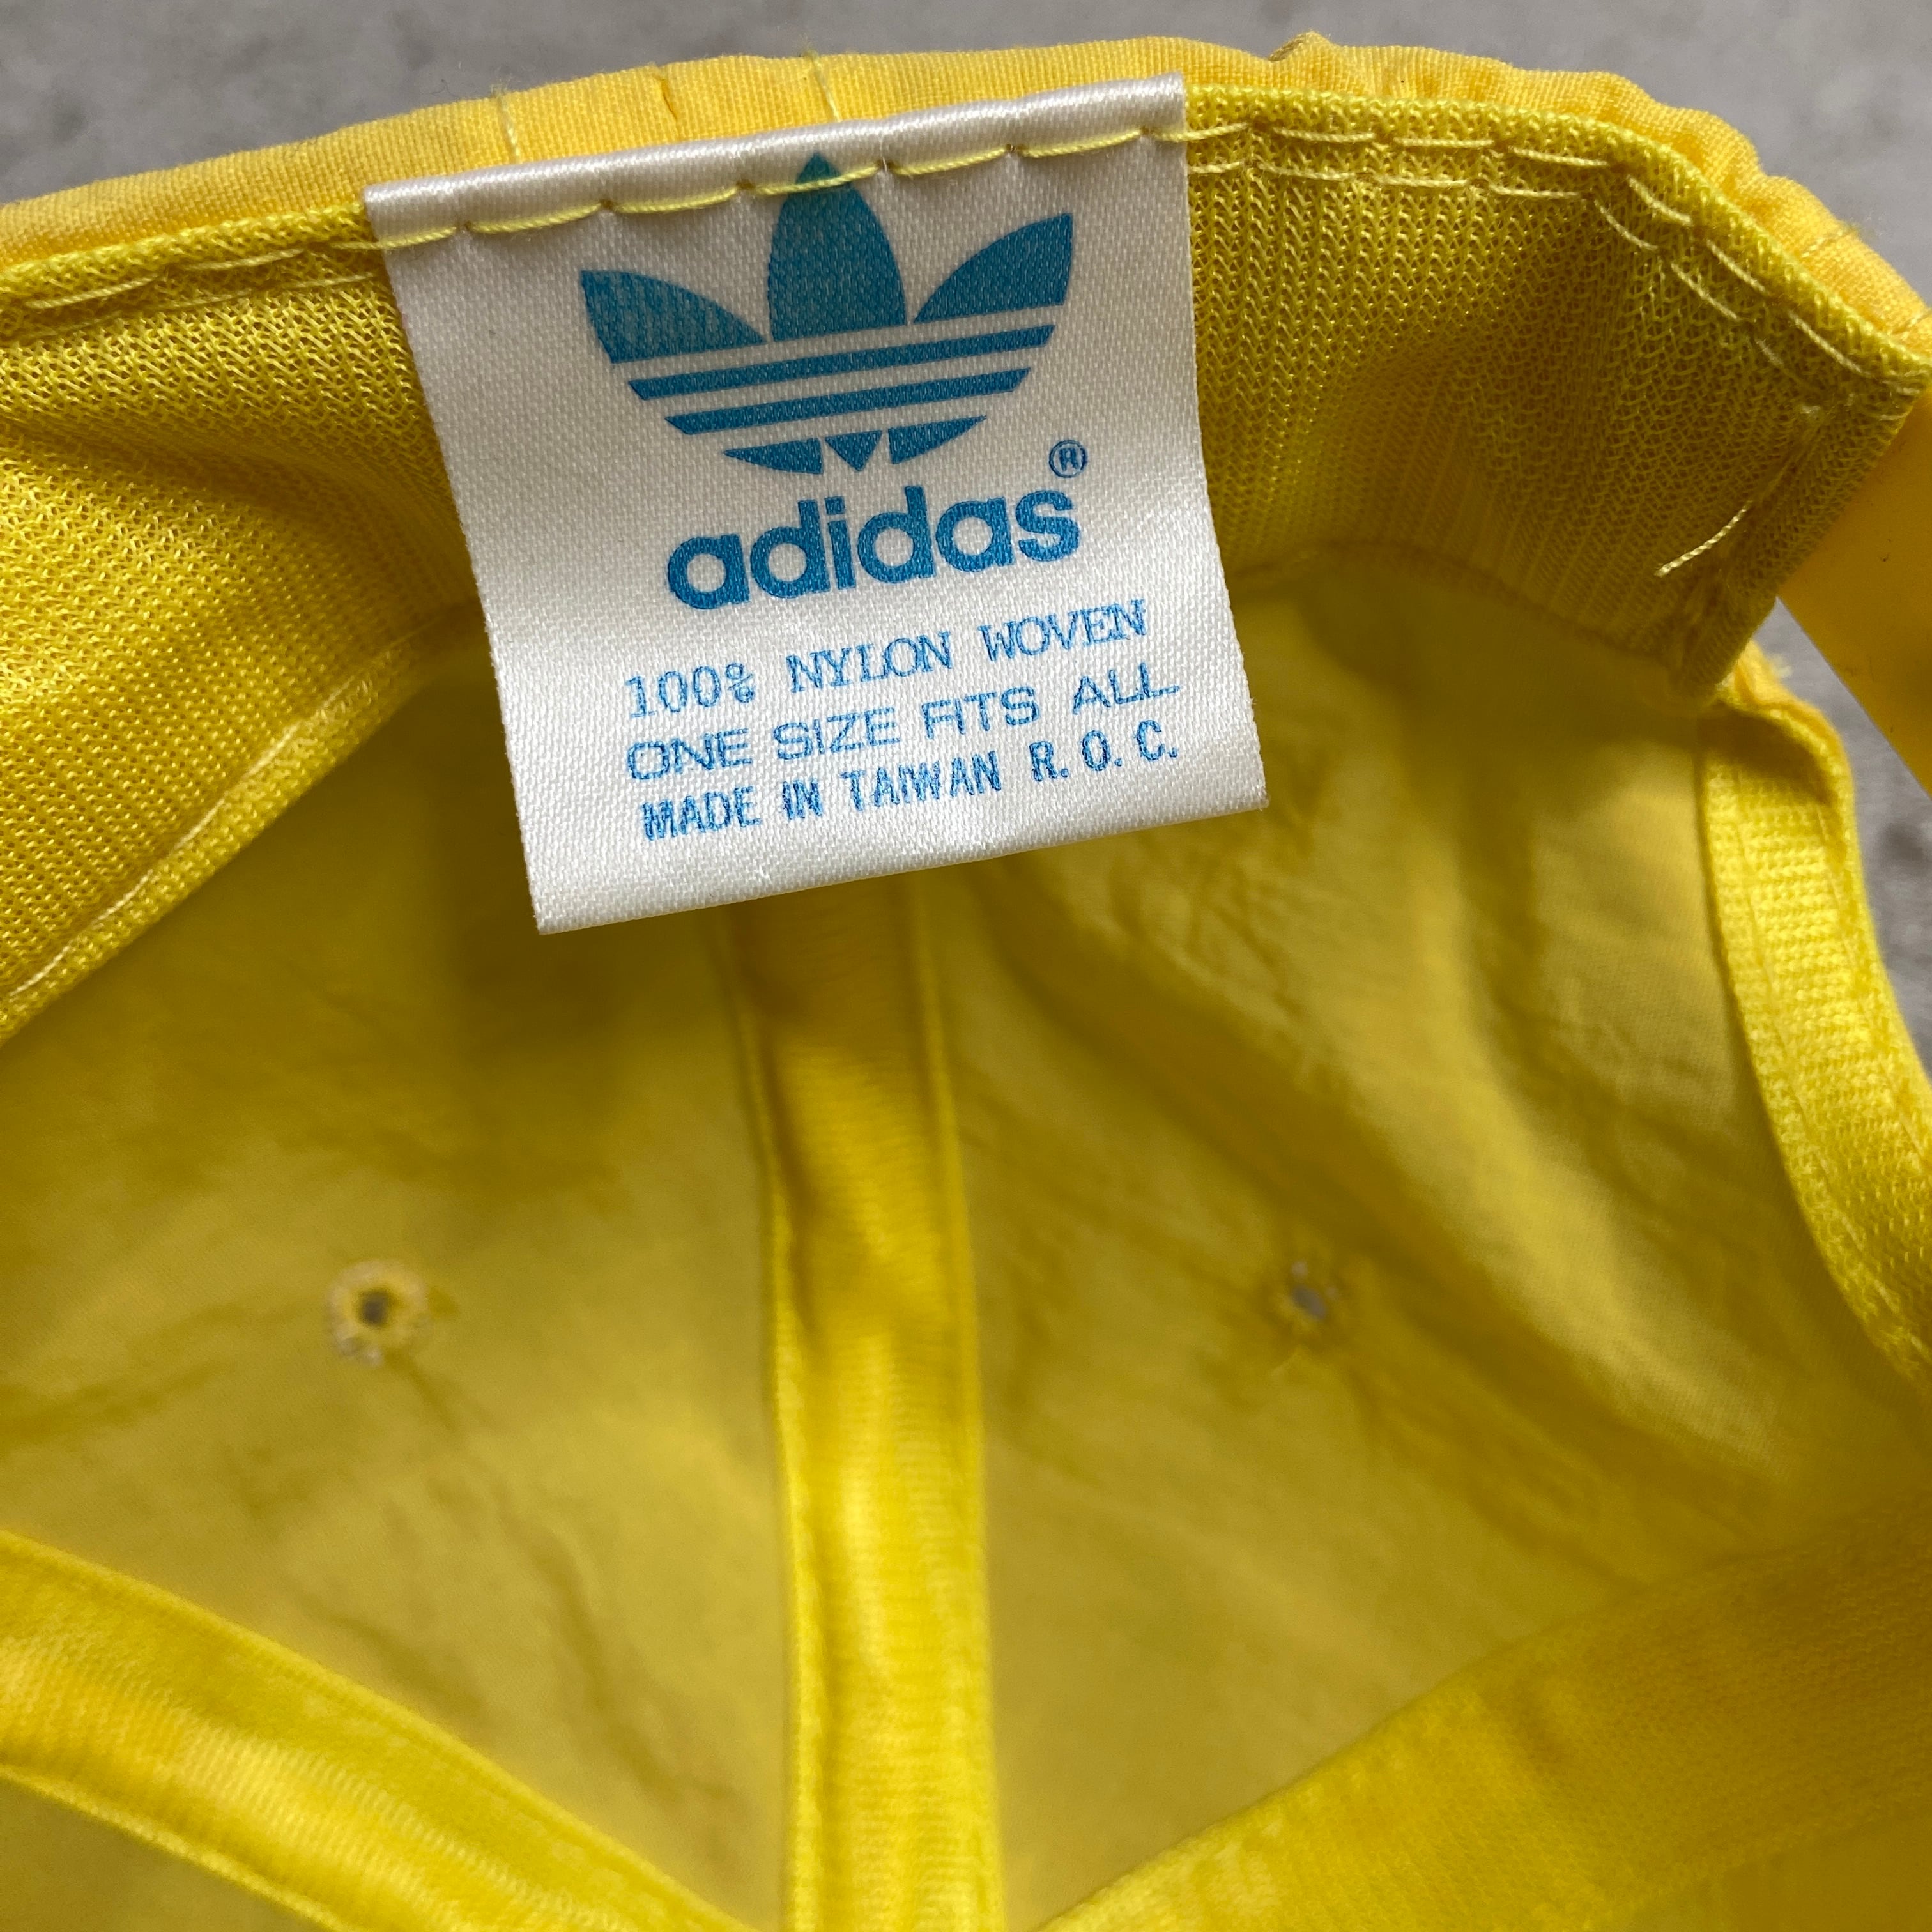 ®
adidas
100% NYLON WOVEN
ONE SIZE FITS ALL
MADE IN TAIWAN R.O.C.